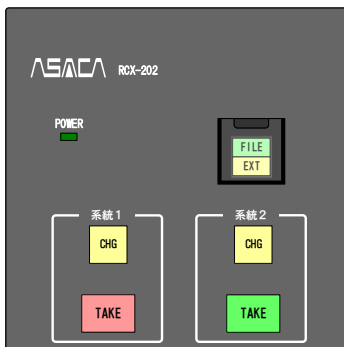 ASACA RCX-202
POWER
FILE
EXT
系統1 系統2
CHG CHG
TAKE TAKE